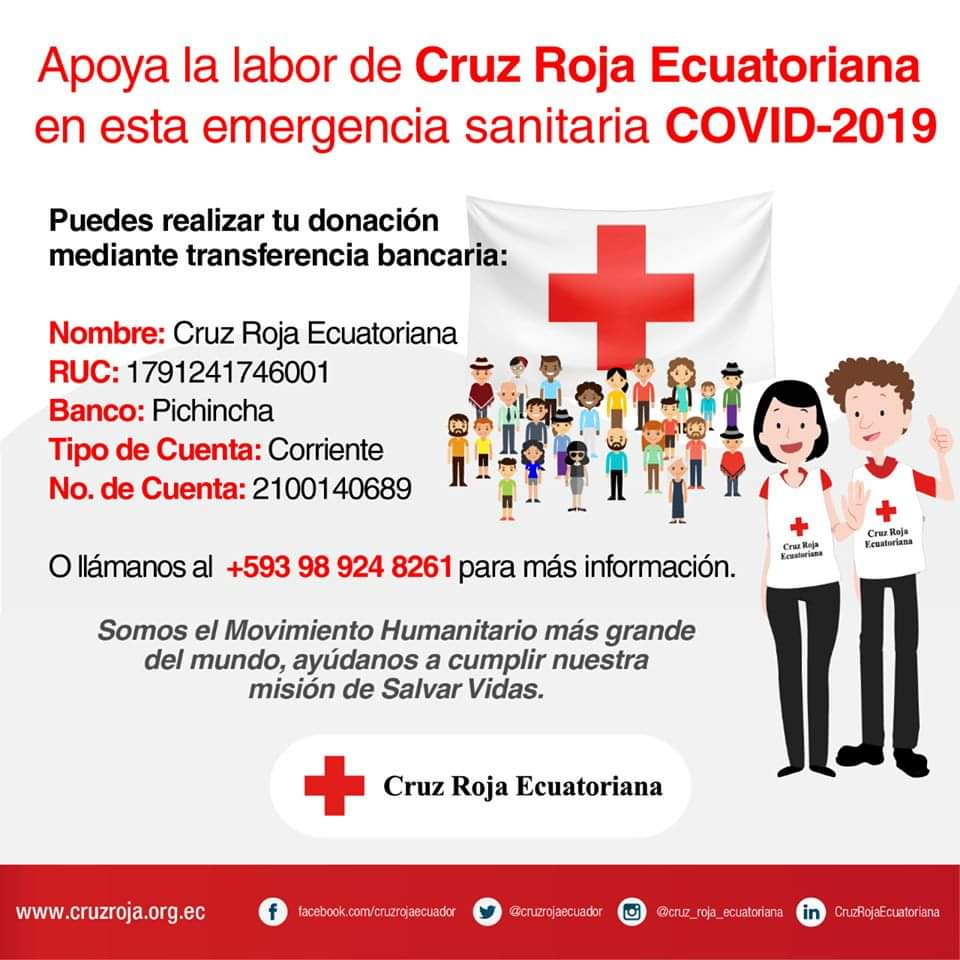 Apoya la labor de Cruz Roja Ecuatoriana
en esta emergencia sanitaria COVID-2019
Puedes realizar tu donación
mediante transferencia bancaria:
Nombre: Cruz Roja Ecuatoriana
RUC: 1791241746001
Banco: Pichincha
Tipo de Cuenta: Corriente
No. de Cuenta: 2100140689
Cruz Roja
Ecuatoriana
Cruz Roja
Ecuatoriana
O llámanos al +593 98 924 8261 para más información.
Somos el Movimiento Humanitario más grande
del mundo, ayúdanos a cumplir nuestra
misión de Salvar Vidas.
Cruz Roja Ecuatoriana
www.cruzroja.org.ec facebook.com/cruzrojaecuador @cruzrojaecuador @cruz_roja_ecuatoriana in CruzRojaEcuatoriana